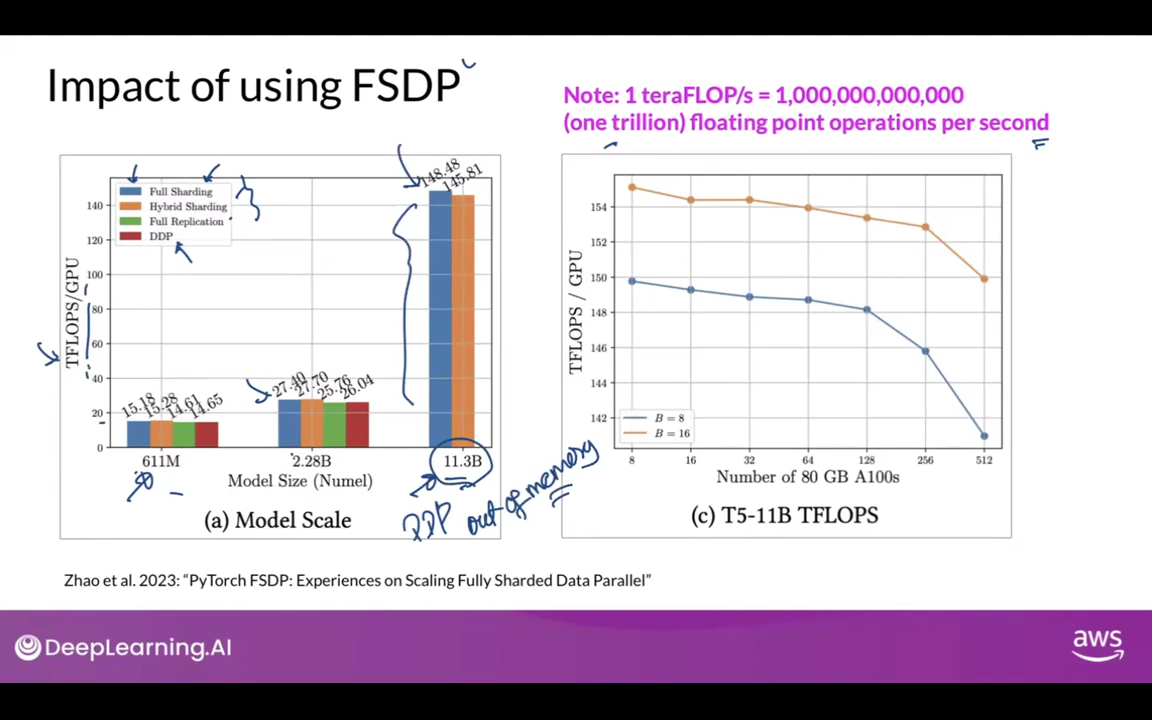 Impact of using FSDP
Note: 1 teraFLOP/s = 1,000,000,000,000
(one trillion) floating point operations per second
TFLOPS/GPU
140
120
100
80
60
40
20
0
Full Sharding
Hybrid Sharding
Full Replication
DDP
15.18
15.28
14.61
14.65
27.40
27.70
25.76
26.04
148.48
145.81
611M
2.28B
11.3B
Model Size (Numel)
(a) Model Scale
DDP out of memory
TFLOPS / GPU
154
152
150
148
146
144
142
B = 8
B = 16
8 16 32 64 128 256 512
Number of 80 GB A100s
(c) T5-11B TFLOPS
Zhao et al. 2023: “PyTorch FSDP: Experiences on Scaling Fully Sharded Data Parallel”
DeepLearning.AI
aws